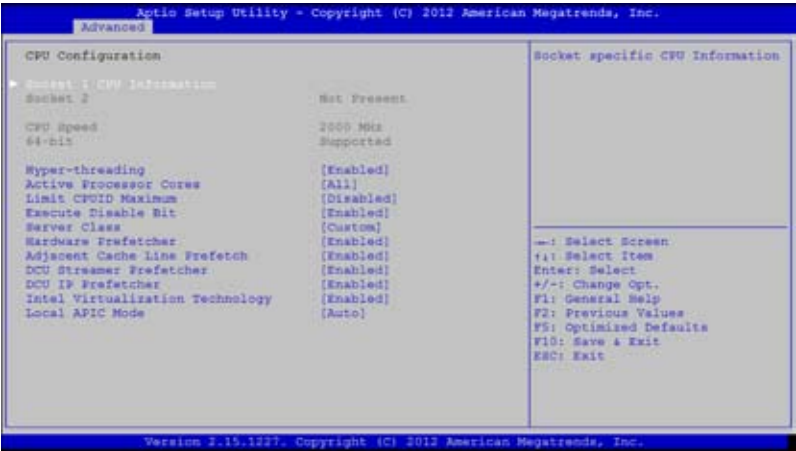 Aptio Setup Utility - Copyright (C) 2012 American Megatrends, Inc.
Advanced
CPU Configuration
Socket specific CPU Information
Socket 1 CPU Information
Socket 2 Not Present
CPU Speed 2000 MHz
64-bit Supported
Hyper-threading [Enabled]
Active Processor Cores [All]
Limit CPUID Maximum [Disabled]
Execute Disable Bit [Enabled]
Server Class [Custom]
Hardware Prefetcher [Enabled]
Adjacent Cache Line Prefetch [Enabled]
DCU Streamer Prefetcher [Enabled]
DCU IP Prefetcher [Enabled]
Intel Virtualization Technology [Enabled]
Local APIC Mode [Auto]
→←: Select Screen
↑↓: Select Item
Enter: Select
+/-: Change Opt.
F1: General Help
F2: Previous Values
F5: Optimized Defaults
F10: Save & Exit
ESC: Exit
Version 2.15.1227. Copyright (C) 2012 American Megatrends, Inc.